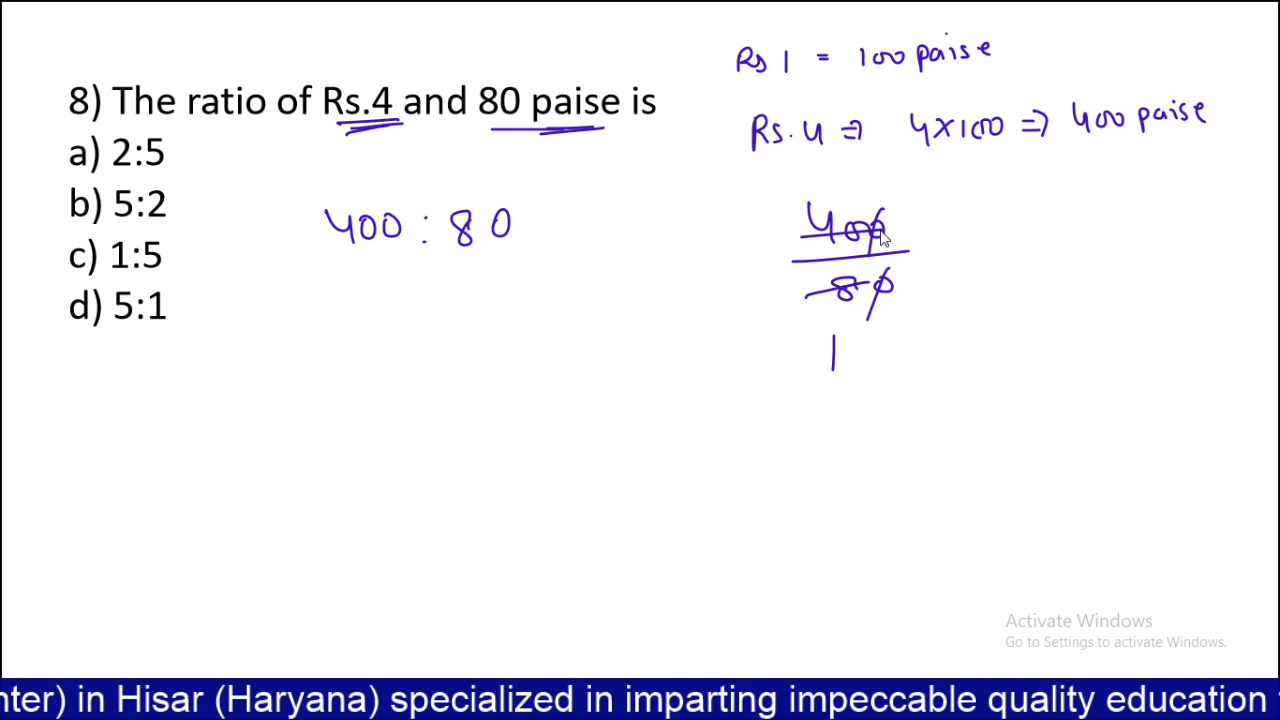 Rs 1 = 100 paise
8) The ratio of Rs.4 and 80 paise is
Rs. 4 ⇒ 4×100 ⇒ 400 paise
a) 2:5
b) 5:2
400 : 80
400
c) 1:5
80
d) 5:1
1
Activate Windows
Go to Settings to activate Windows.
nter) in Hisar (Haryana) specialized in imparting impeccable quality education